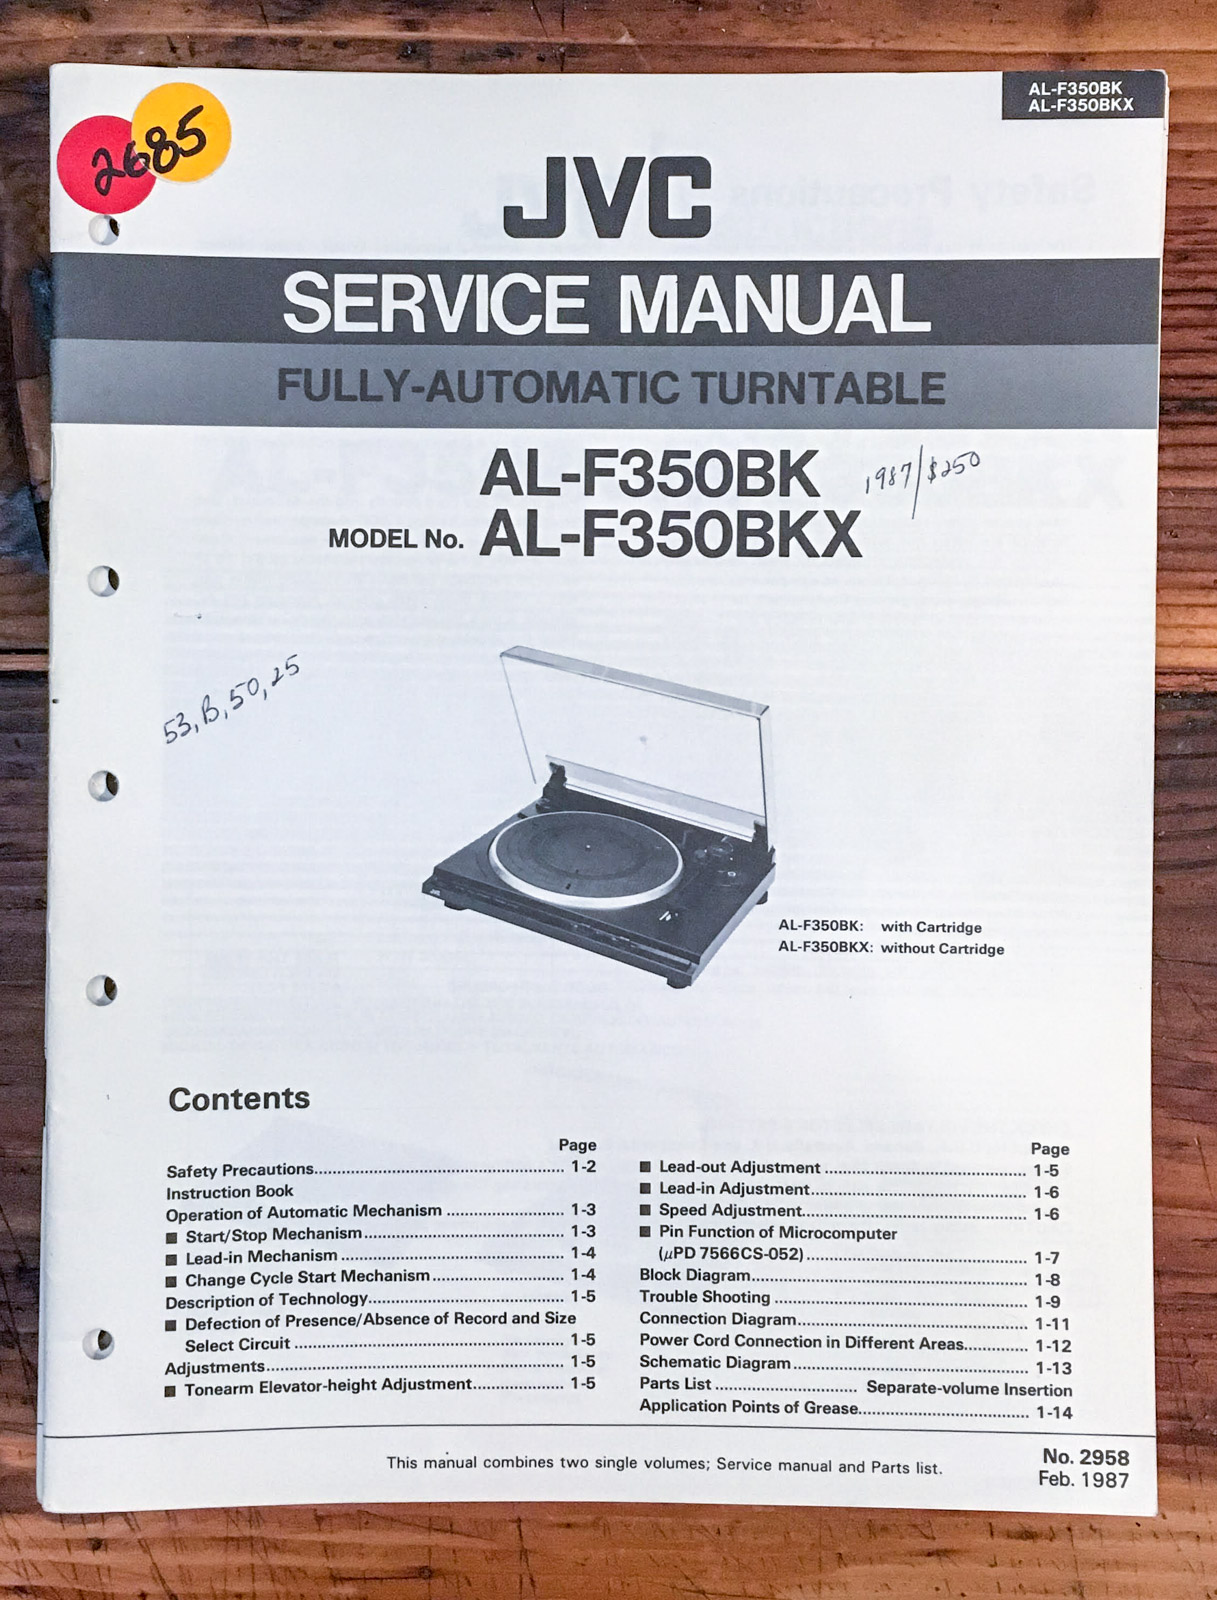 AL-F350BK
AL-F350BKX
2685
JVC
SERVICE MANUAL
FULLY-AUTOMATIC TURNTABLE
AL-F350BK
1987/$250
MODEL No. AL-F350BKX
53, B, 50, 25
AL-F350BK: with Cartridge
AL-F350BKX: without Cartridge
Contents
Page
Safety Precautions.......... 1-2
Instruction Book
Operation of Automatic Mechanism .......... 1-3
■ Start/Stop Mechanism.......... 1-3
■ Lead-in Mechanism .......... 1-4
■ Change Cycle Start Mechanism.......... 1-4
Description of Technology.......... 1-5
■ Defection of Presence/Absence of Record and Size
Select Circuit .......... 1-5
Adjustments.......... 1-5
■ Tonearm Elevator-height Adjustment.......... 1-5
Page
■ Lead-out Adjustment .......... 1-5
■ Lead-in Adjustment.......... 1-6
■ Speed Adjustment.......... 1-6
■ Pin Function of Microcomputer
(μPD 7566CS-052).......... 1-7
Block Diagram.......... 1-8
Trouble Shooting .......... 1-9
Connection Diagram.......... 1-11
Power Cord Connection in Different Areas.......... 1-12
Schematic Diagram.......... 1-13
Parts List .......... Separate-volume Insertion
Application Points of Grease.......... 1-14
This manual combines two single volumes; Service manual and Parts list.
No. 2958
Feb. 1987